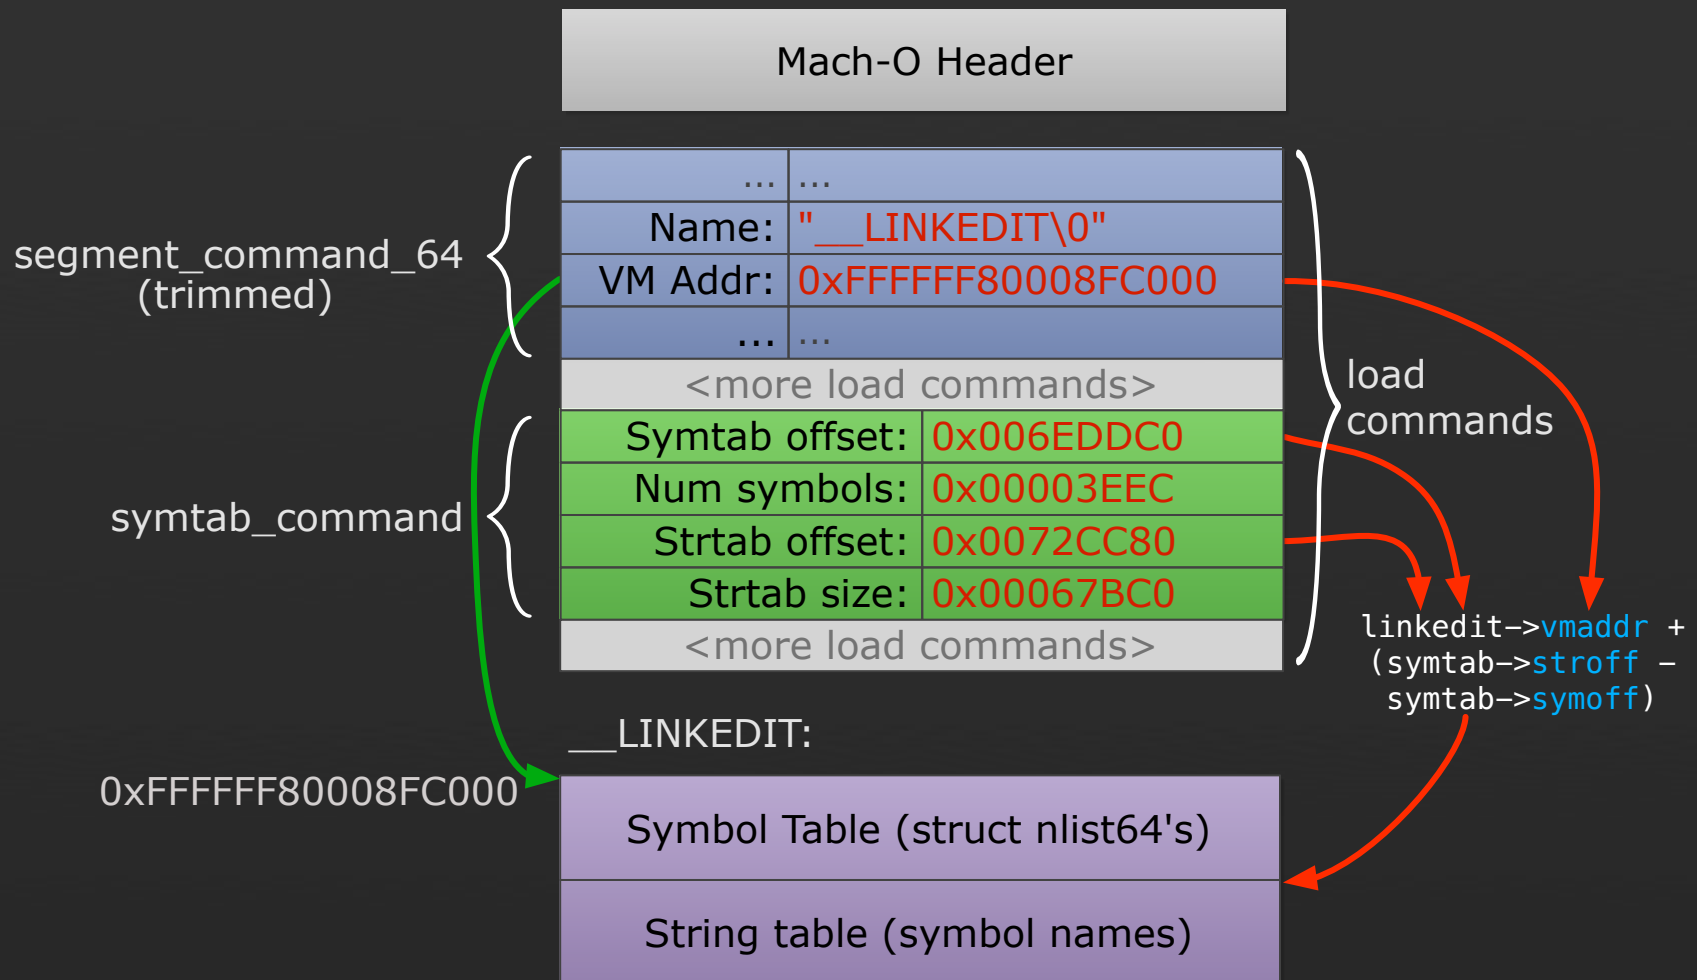 Mach-O Header
... ...
Name: "__LINKEDIT\0"
segment_command_64
(trimmed)
VM Addr: 0xFFFFFF80008FC000
... ...
<more load commands>
load
commands
Symtab offset: 0x006EDDC0
Num symbols: 0x00003EEC
symtab_command
Strtab offset: 0x0072CC80
Strtab size: 0x00067BC0
<more load commands>
linkedit->vmaddr +
(symtab->stroff -
symtab->symoff)
__LINKEDIT:
0xFFFFFF80008FC000
Symbol Table (struct nlist64's)
String table (symbol names)